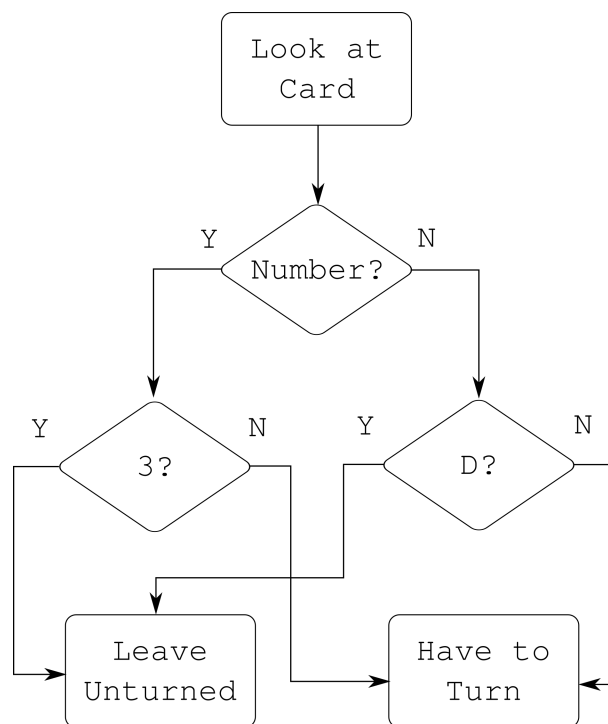 Look at
Card
Y
N
Number?
Y
N
Y
N
3?
D?
Leave
Unturned
Have to
Turn